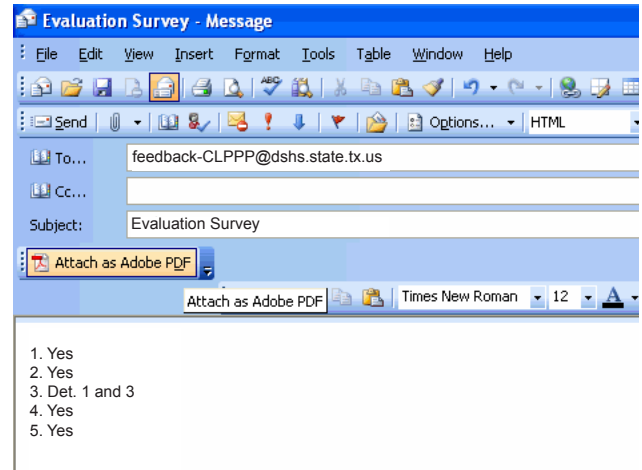 Evaluation Survey - Message
File Edit View Insert Format Tools Table Window Help
Send Options... HTML
To... feedback-CLPPP@dshs.state.tx.us
Cc...
Subject: Evaluation Survey
Attach as Adobe PDF
Attach as Adobe PDF Times New Roman 12 A
1. Yes
2. Yes
3. Det. 1 and 3
4. Yes
5. Yes